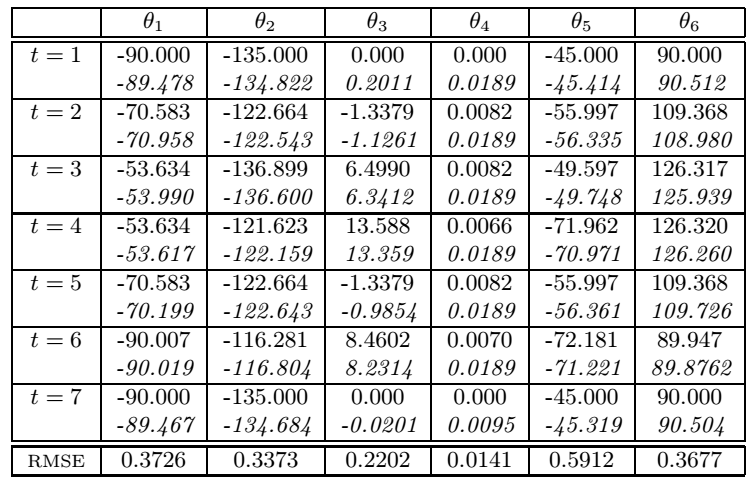 θ1 θ2 θ3 θ4 θ5 θ6
t = 1 -90.000 -135.000 0.000 0.000 -45.000 90.000
-89.478 -134.822 0.2011 0.0189 -45.414 90.512
t = 2 -70.583 -122.664 -1.3379 0.0082 -55.997 109.368
-70.958 -122.543 -1.1261 0.0189 -56.335 108.980
t = 3 -53.634 -136.899 6.4990 0.0082 -49.597 126.317
-53.990 -136.600 6.3412 0.0189 -49.748 125.939
t = 4 -53.634 -121.623 13.588 0.0066 -71.962 126.320
-53.617 -122.159 13.359 0.0189 -70.971 126.260
t = 5 -70.583 -122.664 -1.3379 0.0082 -55.997 109.368
-70.199 -122.643 -0.9854 0.0189 -56.361 109.726
t = 6 -90.007 -116.281 8.4602 0.0070 -72.181 89.947
-90.019 -116.804 8.2314 0.0189 -71.221 89.8762
t = 7 -90.000 -135.000 0.000 0.000 -45.000 90.000
-89.467 -134.684 -0.0201 0.0095 -45.319 90.504
RMSE 0.3726 0.3373 0.2202 0.0141 0.5912 0.3677